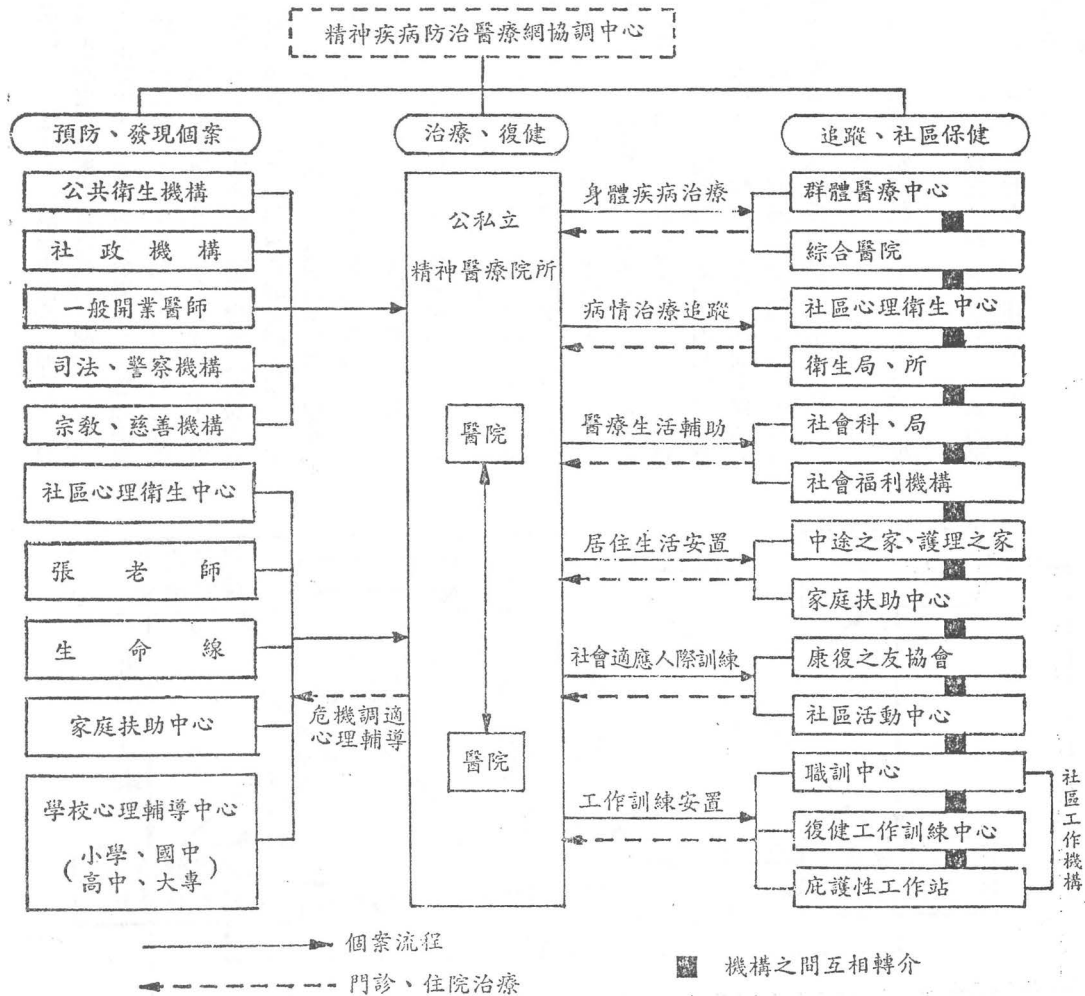 精神疾病防治醫療網協調中心
預防、發現個案
治療、復健
追蹤、社區保健
公共衛生機構
社政機構
一般開業醫師
司法、警察機構
宗教、慈善機構
社區心理衛生中心
張老師
生命線
家庭扶助中心
學校心理輔導中心
(小學、國中
高中、大專)
危機調適
心理輔導
公私立
精神醫療院所
醫院
醫院
身體疾病治療
病情治療追蹤
醫療生活輔助
居住生活安置
社會適應人際訓練
工作訓練安置
群體醫療中心
綜合醫院
社區心理衛生中心
衛生局、所
社會科、局
社會福利機構
中途之家、護理之家
家庭扶助中心
康復之友協會
社區活動中心
職訓中心
復健工作訓練中心
庇護性工作站
社區工作機構
個案流程
門診、住院治療
機構之間互相轉介